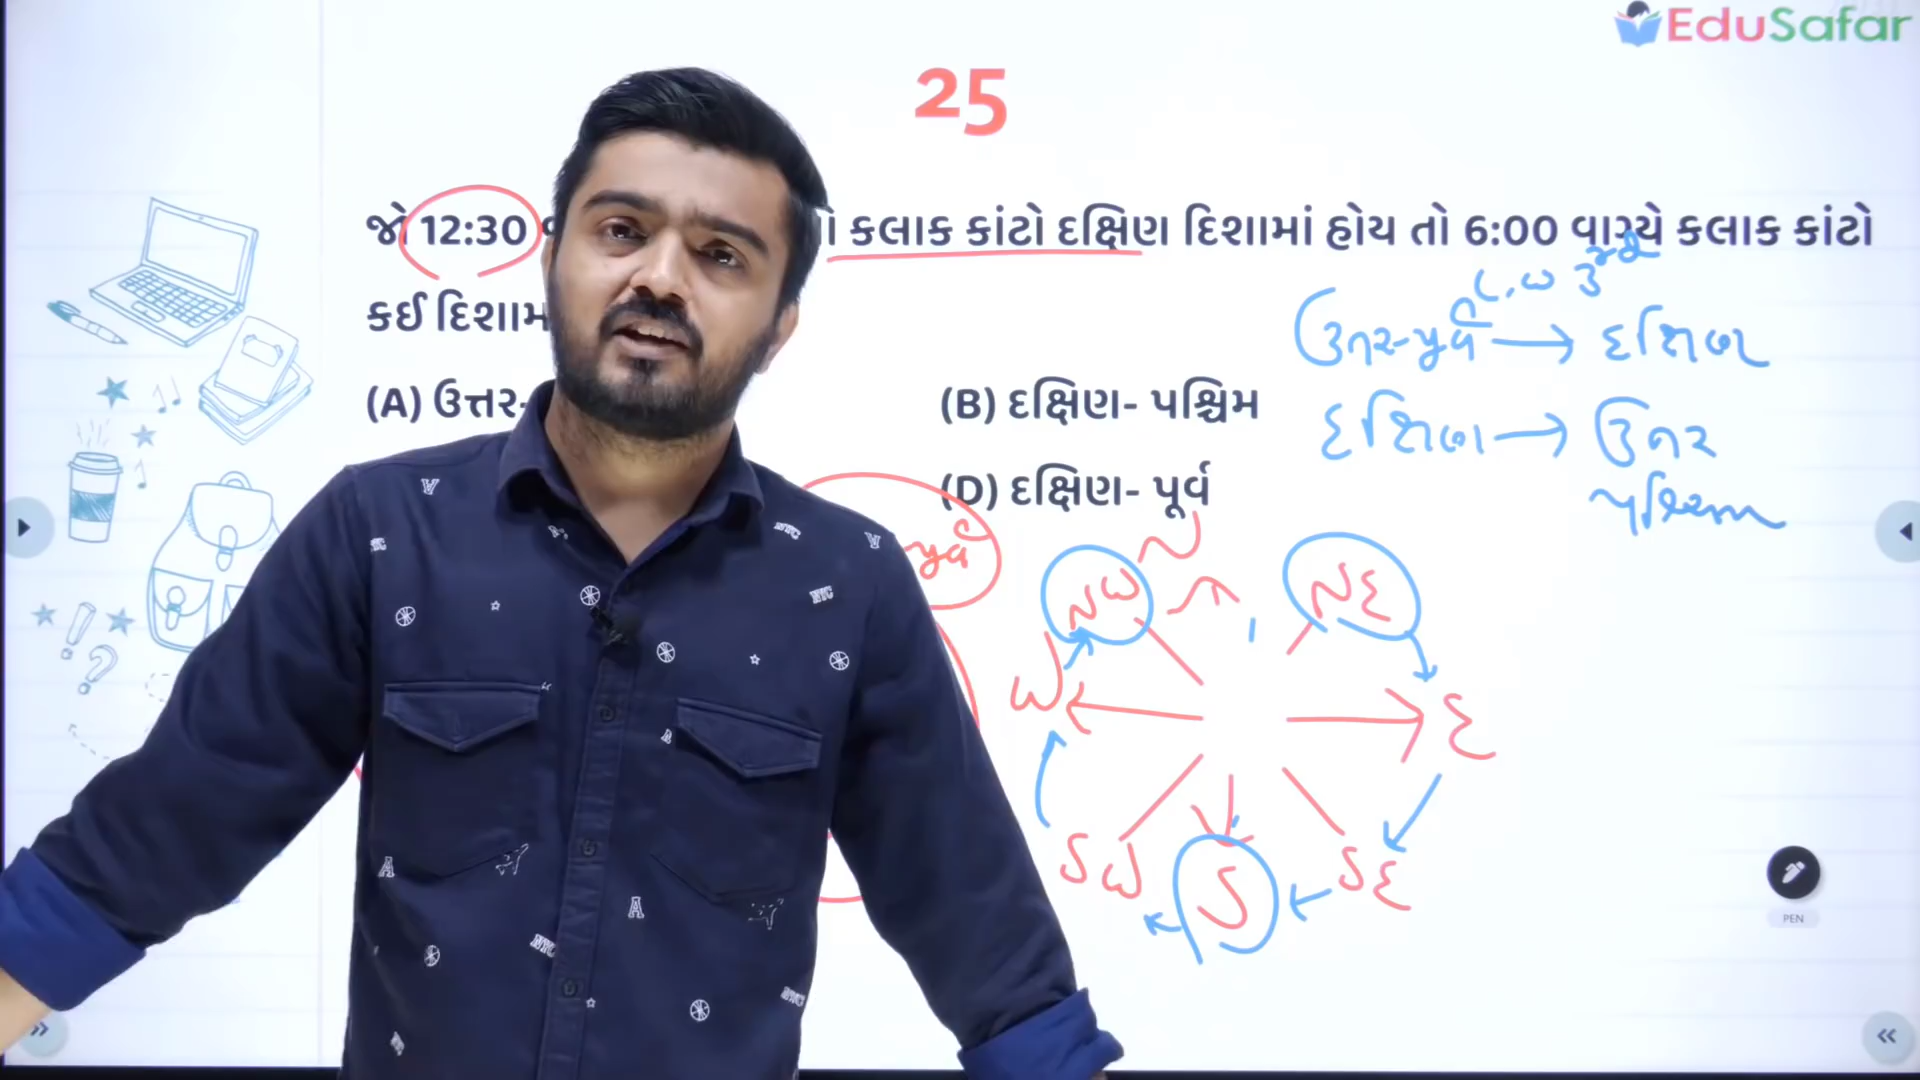 EduSafar
25
જો 12:30 વ ો કલાક કાંટો દક્ષિણ દિશામાં હોય તો 6:00 વાગ્યે કલાક કાંટો
કઈ દિશામ
(A) ઉત્તર-
(B) દક્ષિણ- પશ્ચિમ
(D) દક્ષિણ- પૂર્વ
ઉત્તર-પૂર્વ → દક્ષિણ
દક્ષિણ → ઉત્તર
પશ્ચિમ
પૂર્વ
NW
N
NE
W
E
SW
S
SE
PEN